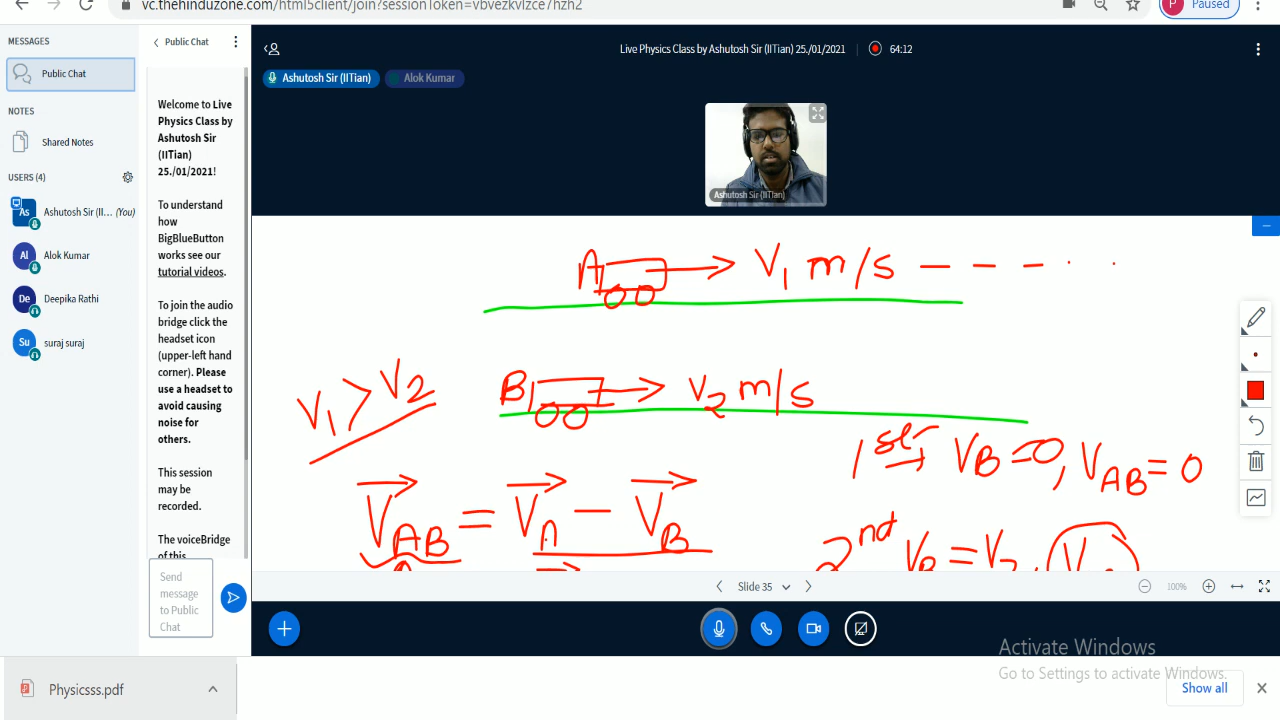 vc.thehinduzone.com/html5client/join?sessionToken=vbvezkvlzce7hzh2
P Paused
MESSAGES
Public Chat
NOTES
Shared Notes
USERS (4)
As Ashutosh Sir (II... (You)
Al Alok Kumar
De Deepika Rathi
Su suraj suraj
Public Chat
Welcome to Live
Physics Class by
Ashutosh Sir
(IITian)
25./01/2021!
To understand
how
BigBlueButton
works see our
tutorial videos.
To join the audio
bridge click the
headset icon
(upper-left hand
corner). Please
use a headset to
avoid causing
noise for
others.
This session
may be
recorded.
The voiceBridge
of this
Send
message
to Public
Chat
Live Physics Class by Ashutosh Sir (IITian) 25./01/2021 64:12
Ashutosh Sir (IITian) Alok Kumar
Ashutosh Sir (IITian)
A → V1 m/s
V1 > V2
B → V2 m/s
1st → VB = 0, VAB = 0
VAB = VA - VB
2nd VB = V2
Slide 35
100%
Activate Windows
Go to Settings to activate Windows.
Physicsss.pdf
Show all